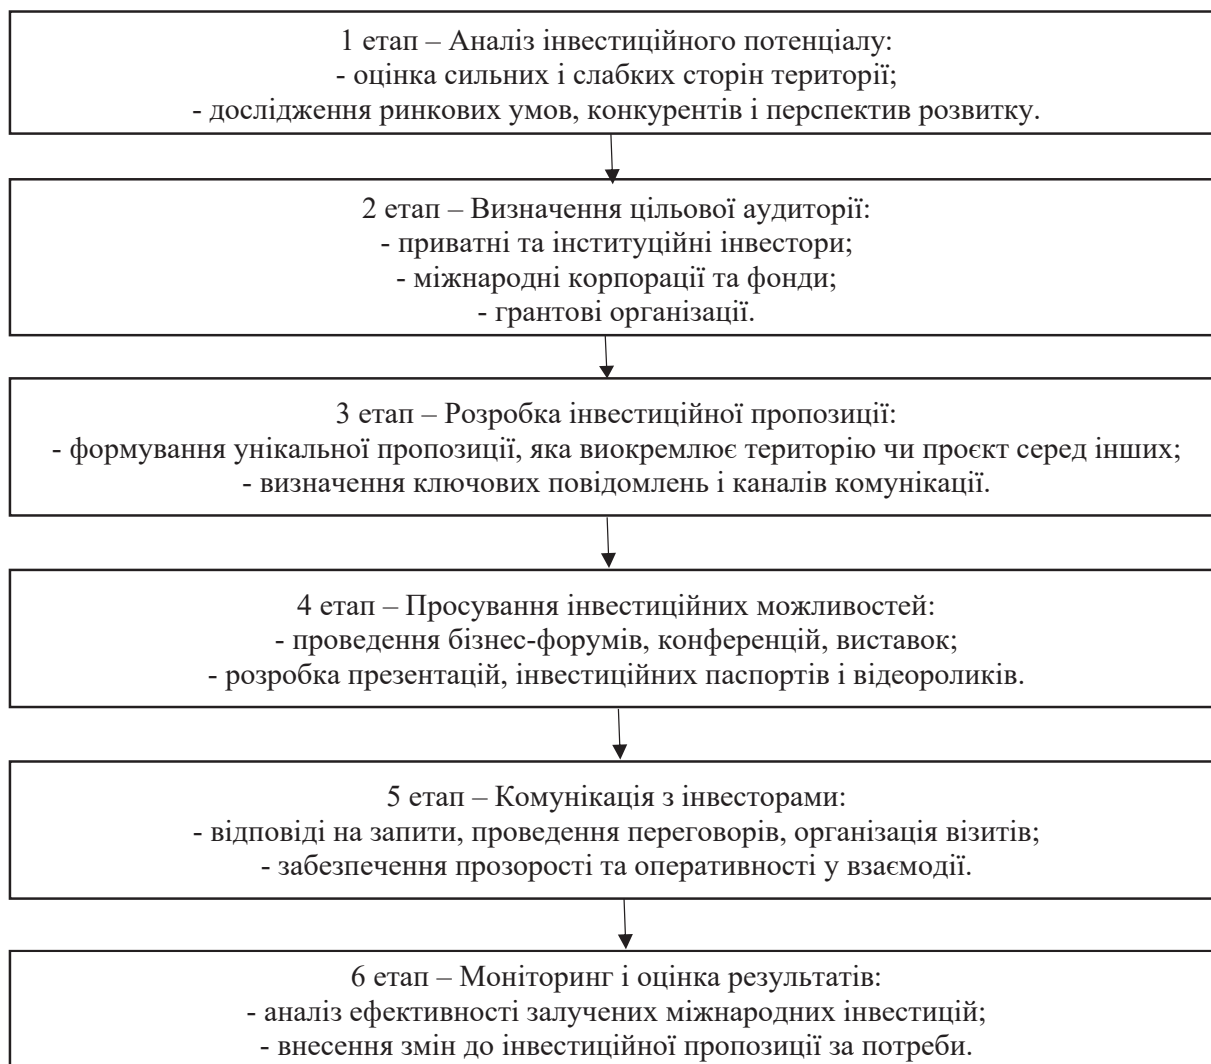 1 етап – Аналіз інвестиційного потенціалу:
- оцінка сильних і слабких сторін території;
- дослідження ринкових умов, конкурентів і перспектив розвитку.
2 етап – Визначення цільової аудиторії:
- приватні та інституційні інвестори;
- міжнародні корпорації та фонди;
- грантові організації.
3 етап – Розробка інвестиційної пропозиції:
- формування унікальної пропозиції, яка виокремлює територію чи проєкт серед інших;
- визначення ключових повідомлень і каналів комунікації.
4 етап – Просування інвестиційних можливостей:
- проведення бізнес-форумів, конференцій, виставок;
- розробка презентацій, інвестиційних паспортів і відеороликів.
5 етап – Комунікація з інвесторами:
- відповіді на запити, проведення переговорів, організація візитів;
- забезпечення прозорості та оперативності у взаємодії.
6 етап – Моніторинг і оцінка результатів:
- аналіз ефективності залучених міжнародних інвестицій;
- внесення змін до інвестиційної пропозиції за потреби.